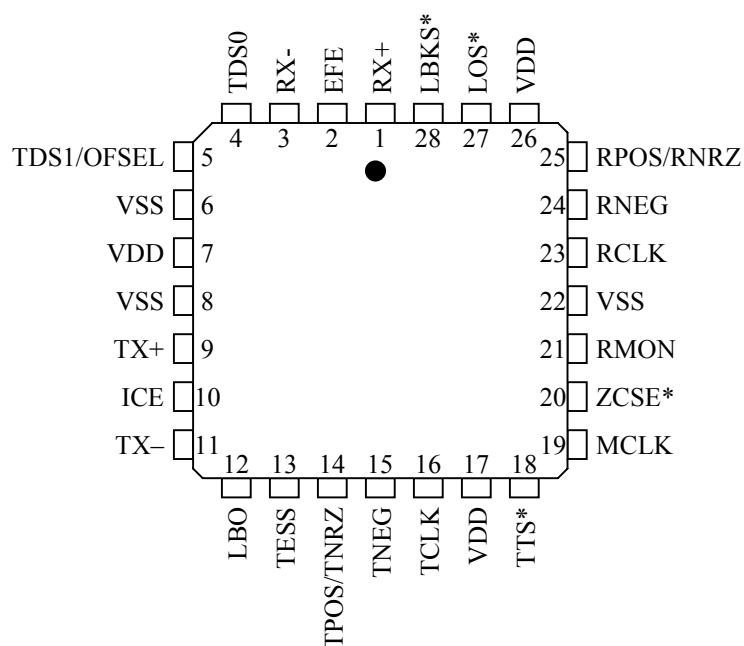 TDS0
RX-
EFE
RX+
LBKS*
LOS*
VDD
4 3 2 1 28 27 26
TDS1/OFSEL 5
VSS 6
VDD 7
VSS 8
TX+ 9
ICE 10
TX– 11
25 RPOS/RNRZ
24 RNEG
23 RCLK
22 VSS
21 RMON
20 ZCSE*
19 MCLK
12 13 14 15 16 17 18
LBO
TESS
TPOS/TNRZ
TNEG
TCLK
VDD
TTS*